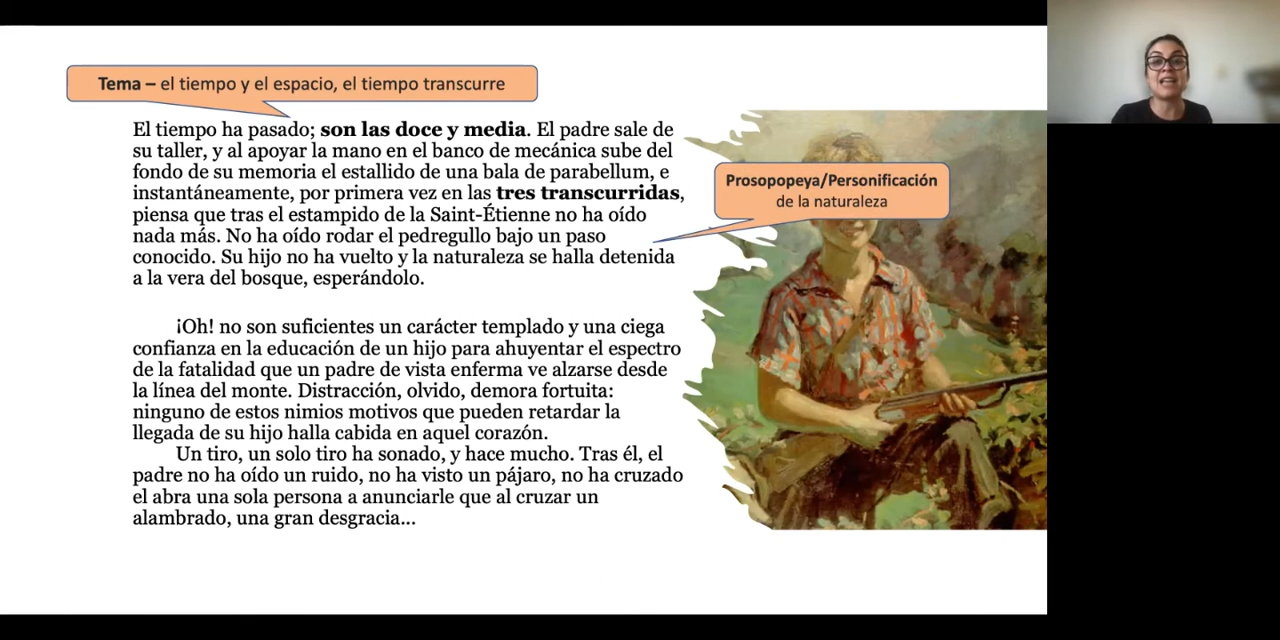 Tema – el tiempo y el espacio, el tiempo transcurre
El tiempo ha pasado; son las doce y media. El padre sale de
su taller, y al apoyar la mano en el banco de mecánica sube del
fondo de su memoria el estallido de una bala de parabellum, e
instantáneamente, por primera vez en las tres transcurridas,
piensa que tras el estampido de la Saint-Étienne no ha oído
nada más. No ha oído rodar el pedregullo bajo un paso
conocido. Su hijo no ha vuelto y la naturaleza se halla detenida
a la vera del bosque, esperándolo.
Prosopopeya/Personificación
de la naturaleza
¡Oh! no son suficientes un carácter templado y una ciega
confianza en la educación de un hijo para ahuyentar el espectro
de la fatalidad que un padre de vista enferma ve alzarse desde
la línea del monte. Distracción, olvido, demora fortuita:
ninguno de estos nimios motivos que pueden retardar la
llegada de su hijo halla cabida en aquel corazón.
Un tiro, un solo tiro ha sonado, y hace mucho. Tras él, el
padre no ha oído un ruido, no ha visto un pájaro, no ha cruzado
el abra una sola persona a anunciarle que al cruzar un
alambrado, una gran desgracia...